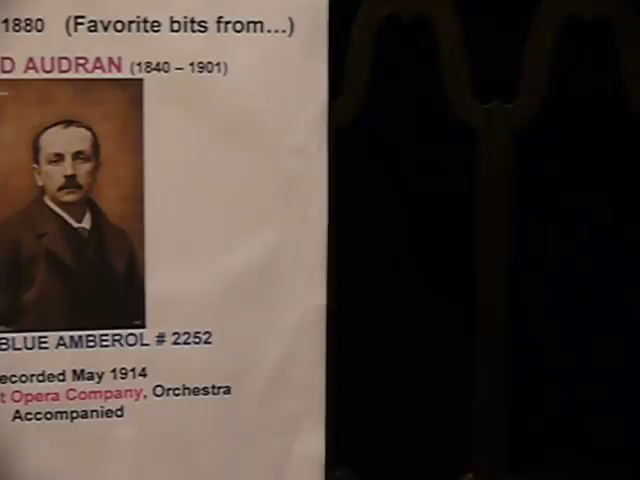 1880 (Favorite bits from...)
D AUDRAN (1840 – 1901)
BLUE AMBEROL # 2252
ecorded May 1914
t Opera Company, Orchestra
Accompanied